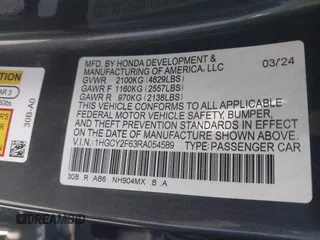 MFD. BY HONDA DEVELOPMENT &
MANUFACTURING OF AMERICA, LLC
03/24
GVWR 2100KG (4629LBS)
GAWR F 1160KG (2557LBS)
GAWR R 970KG (2138LBS)
THIS VEHICLE CONFORMS TO ALL APPLICABLE
FEDERAL MOTOR VEHICLE SAFETY, BUMPER,
AND THEFT PREVENTION STANDARDS IN EFFECT
ON THE DATE OF MANUFACTURE SHOWN ABOVE.
V.I.N.: 1HGCY2F63RA054589 TYPE: PASSENGER CAR
30B R AB6 NH904MX B A
30B-A0